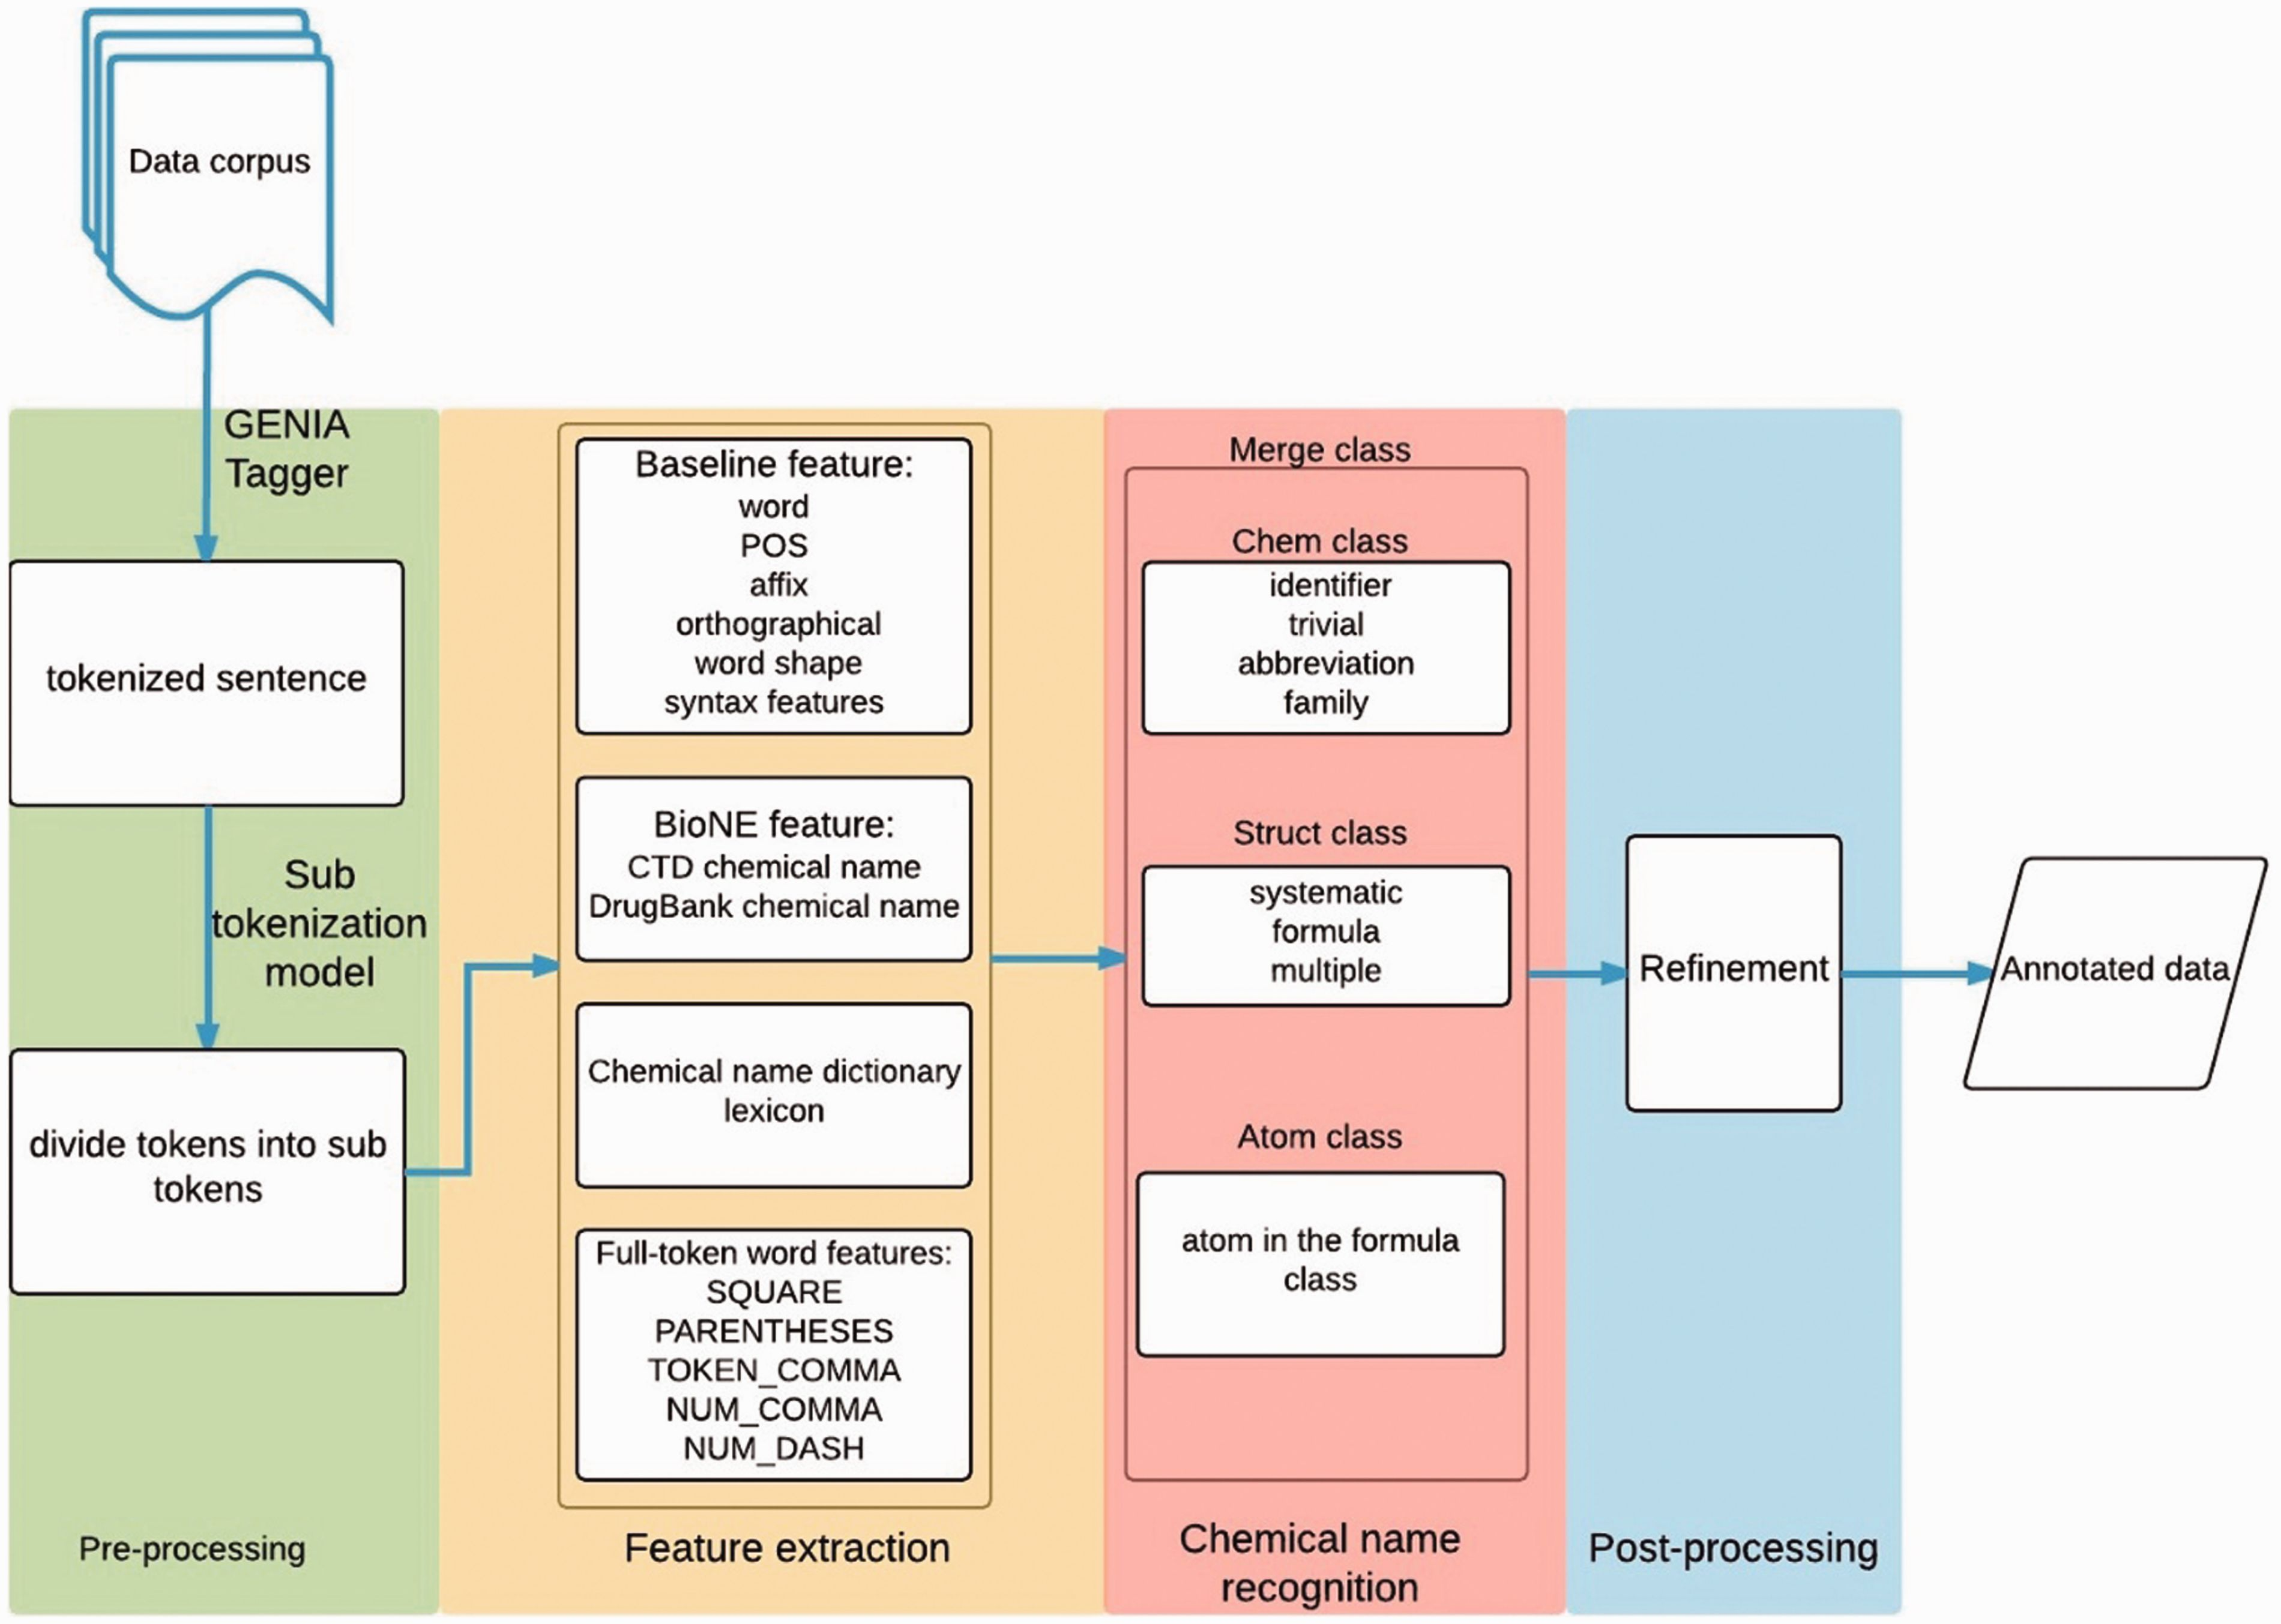 Data corpus
GENIA
Tagger
tokenized sentence
Sub
tokenization
model
divide tokens into sub
tokens
Pre-processing
Baseline feature:
word
POS
affix
orthographical
word shape
syntax features
BioNE feature:
CTD chemical name
DrugBank chemical name
Chemical name dictionary
lexicon
Full-token word features:
SQUARE
PARENTHESES
TOKEN_COMMA
NUM_COMMA
NUM_DASH
Feature extraction
Merge class
Chem class
identifier
trivial
abbreviation
family
Struct class
systematic
formula
multiple
Atom class
atom in the formula
class
Chemical name
recognition
Refinement
Post-processing
Annotated data